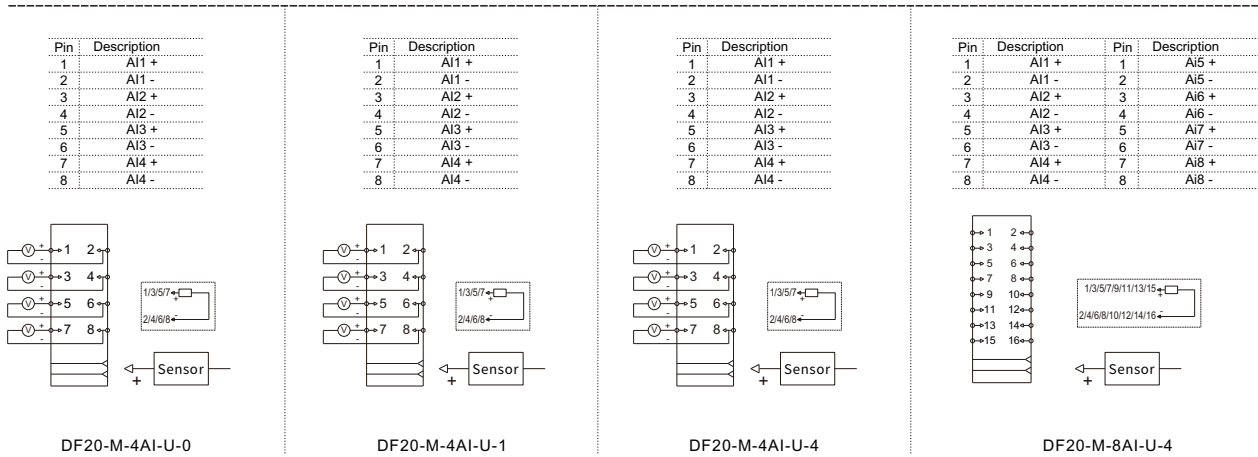 Pin Description
1 AI1 +
2 AI1 -
3 AI2 +
4 AI2 -
5 AI3 +
6 AI3 -
7 AI4 +
8 AI4 -
+ 1 2
-
+ 3 4
-
+ 5 6
-
+ 7 8
-
V
V
V
V
1/3/5/7
+
-
2/4/6/8
Sensor
+
DF20-M-4AI-U-0
Pin Description
1 AI1 +
2 AI1 -
3 AI2 +
4 AI2 -
5 AI3 +
6 AI3 -
7 AI4 +
8 AI4 -
+ 1 2
-
+ 3 4
-
+ 5 6
-
+ 7 8
-
V
V
V
V
1/3/5/7
+
-
2/4/6/8
Sensor
+
DF20-M-4AI-U-1
Pin Description
1 AI1 +
2 AI1 -
3 AI2 +
4 AI2 -
5 AI3 +
6 AI3 -
7 AI4 +
8 AI4 -
+ 1 2
-
+ 3 4
-
+ 5 6
-
+ 7 8
-
V
V
V
V
1/3/5/7
+
-
2/4/6/8
Sensor
+
DF20-M-4AI-U-4
Pin Description Pin Description
1 AI1 + 1 Ai5 +
2 AI1 - 2 Ai5 -
3 AI2 + 3 Ai6 +
4 AI2 - 4 Ai6 -
5 AI3 + 5 Ai7 +
6 AI3 - 6 Ai7 -
7 AI4 + 7 Ai8 +
8 AI4 - 8 Ai8 -
1 2
3 4
5 6
7 8
9 10
11 12
13 14
15 16
1/3/5/7/9/11/13/15
+
-
2/4/6/8/10/12/14/16
Sensor
+
DF20-M-8AI-U-4